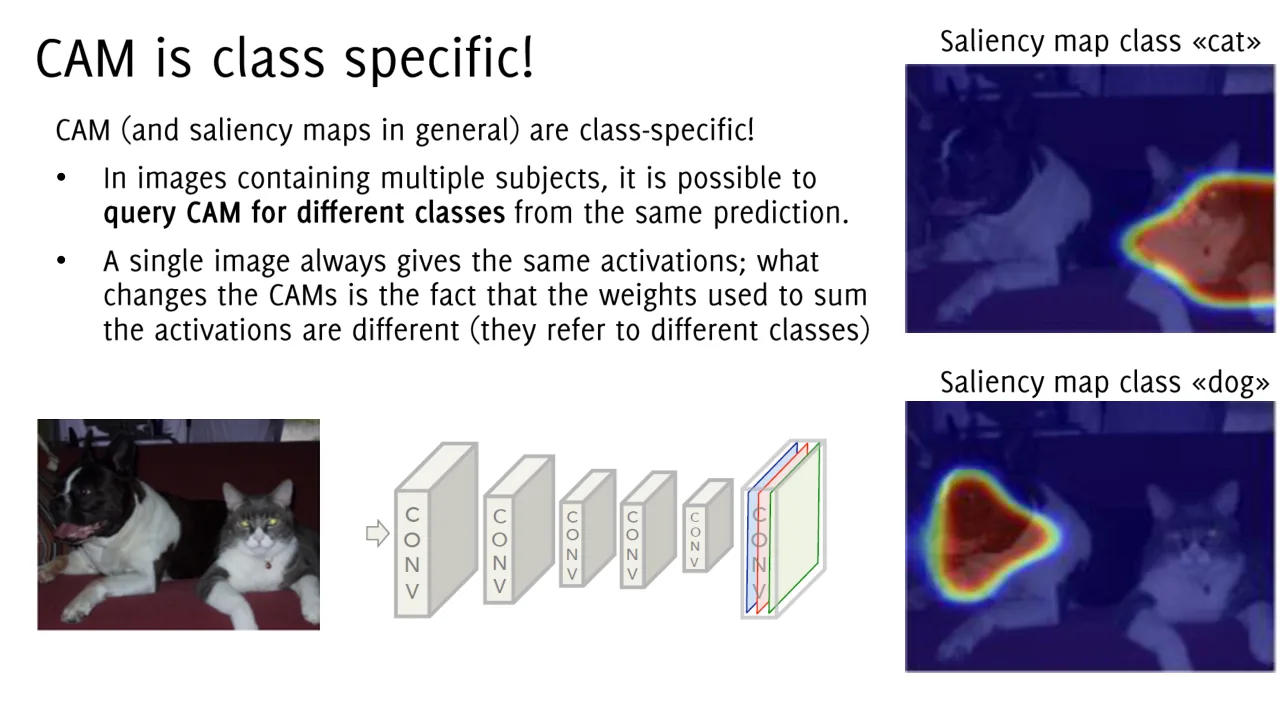 CAM is class specific!
CAM (and saliency maps in general) are class-specific!
• In images containing multiple subjects, it is possible to
query CAM for different classes from the same prediction.
• A single image always gives the same activations; what
changes the CAMs is the fact that the weights used to sum
the activations are different (they refer to different classes)
Saliency map class «cat»
Saliency map class «dog»
CONV
CONV
CONV
CONV
CONV
CONV